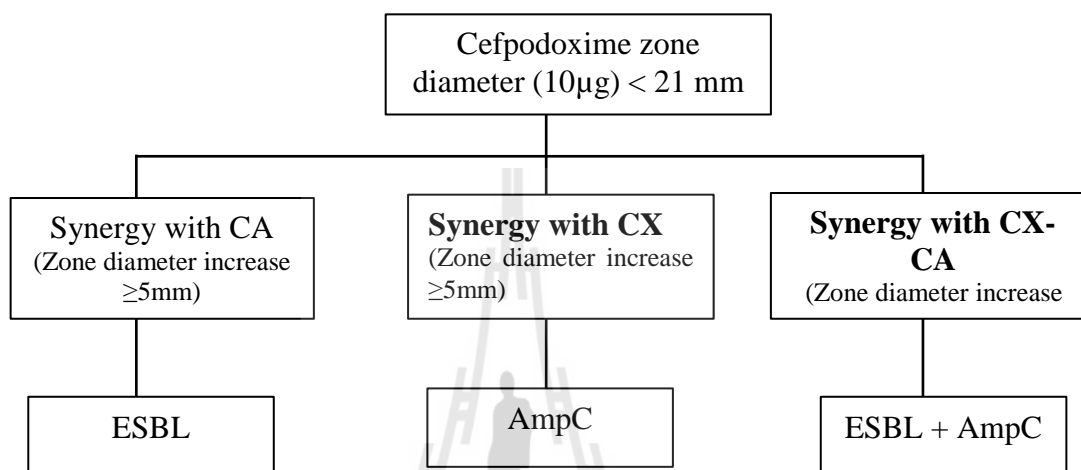 Cefpodoxime zone
diameter (10µg) < 21 mm
Synergy with CA
(Zone diameter increase
≥5mm)
Synergy with CX
(Zone diameter increase
≥5mm)
Synergy with CX-
CA
(Zone diameter increase
ESBL
AmpC
ESBL + AmpC